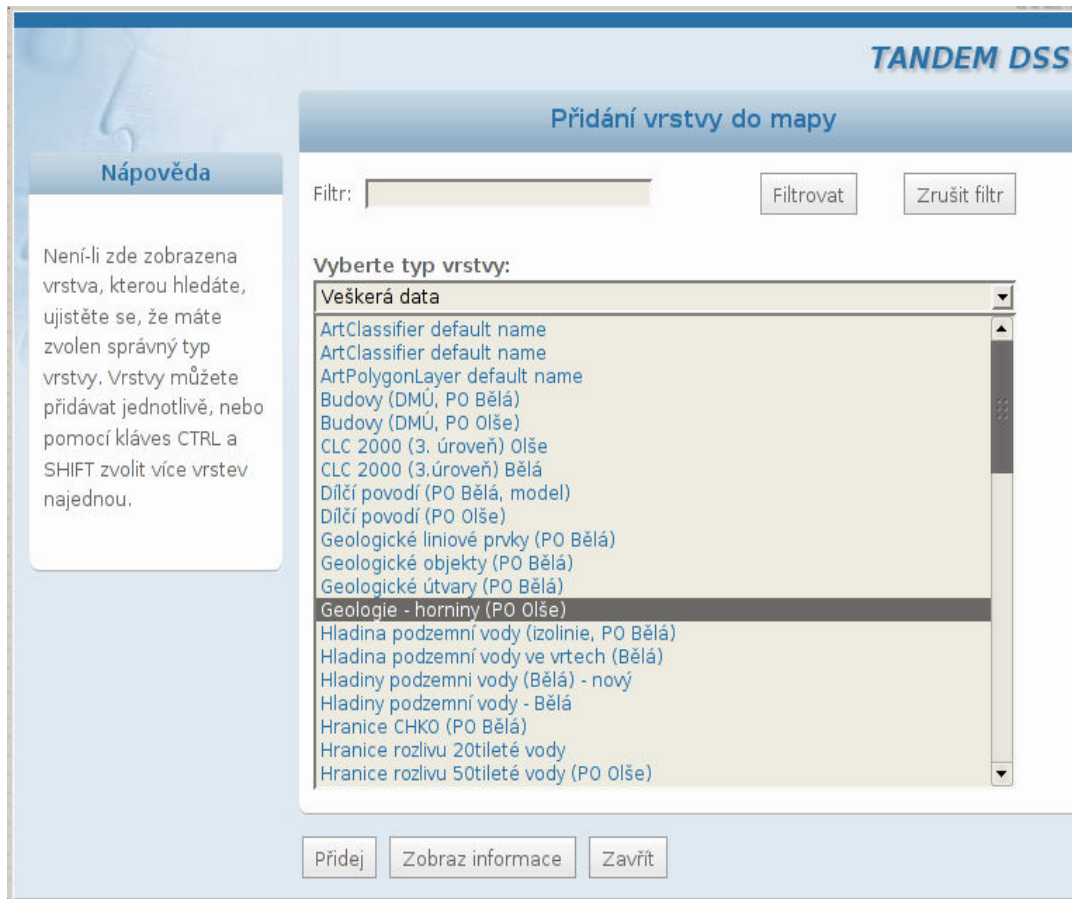 TANDEM DSS
Přidání vrstvy do mapy
Nápověda
Není-li zde zobrazena
vrstva, kterou hledáte,
ujistěte se, že máte
zvolen správný typ
vrstvy. Vrstvy můžete
přidávat jednotlivě, nebo
pomocí kláves CTRL a
SHIFT zvolit více vrstev
najednou.
Filtr:
Filtrovat
Zrušit filtr
Vyberte typ vrstvy:
Veškerá data
ArtClassifier default name
ArtClassifier default name
ArtPolygonLayer default name
Budovy (DMÚ, PO Bělá)
Budovy (DMÚ, PO Olše)
CLC 2000 (3. úroveň) Olše
CLC 2000 (3.úroveň) Bělá
Dílčí povodí (PO Bělá, model)
Dílčí povodí (PO Olše)
Geologické liniové prvky (PO Bělá)
Geologické objekty (PO Bělá)
Geologické útvary (PO Bělá)
Geologie - horniny (PO Olše)
Hladina podzemní vody (izolinie, PO Bělá)
Hladina podzemní vody ve vrtech (Bělá)
Hladiny podzemni vody (Bělá) - nový
Hladiny podzemní vody - Bělá
Hranice CHKO (PO Bělá)
Hranice rozlivu 20tileté vody
Hranice rozlivu 50tileté vody (PO Olše)
Přidej
Zobraz informace
Zavřít